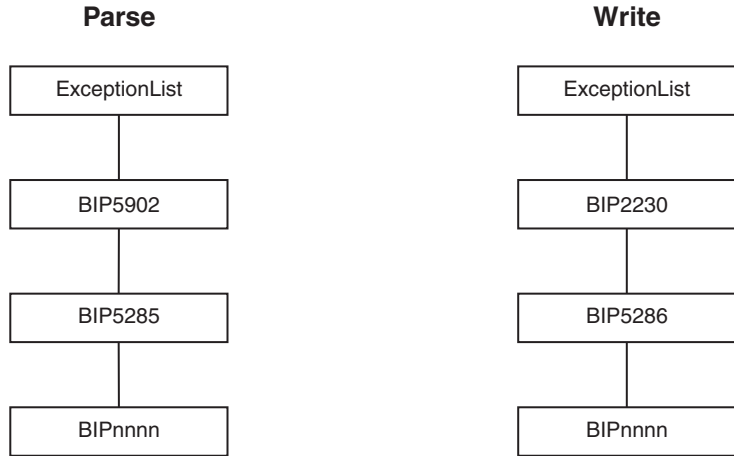 Parse
ExceptionList
BIP5902
BIP5285
BIPnnnn
Write
ExceptionList
BIP2230
BIP5286
BIPnnnn